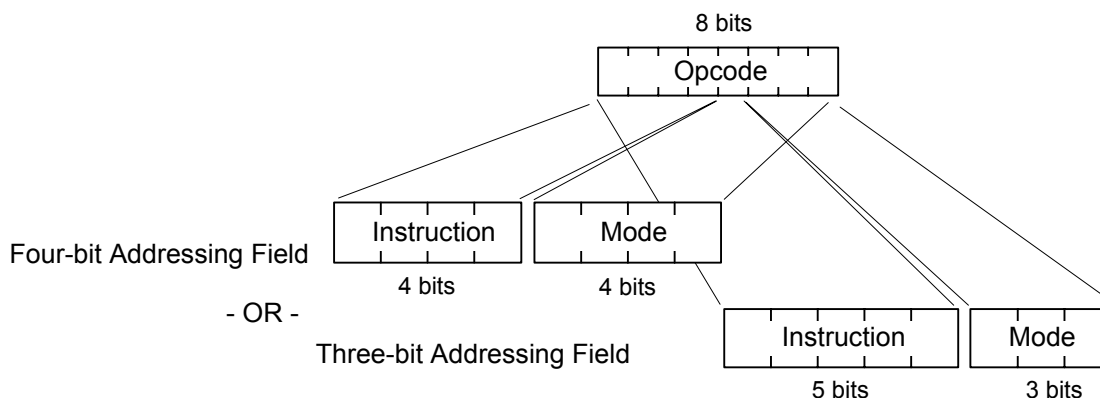 8 bits
Opcode
Instruction Mode
Four-bit Addressing Field
4 bits 4 bits
- OR -
Instruction Mode
Three-bit Addressing Field
5 bits 3 bits